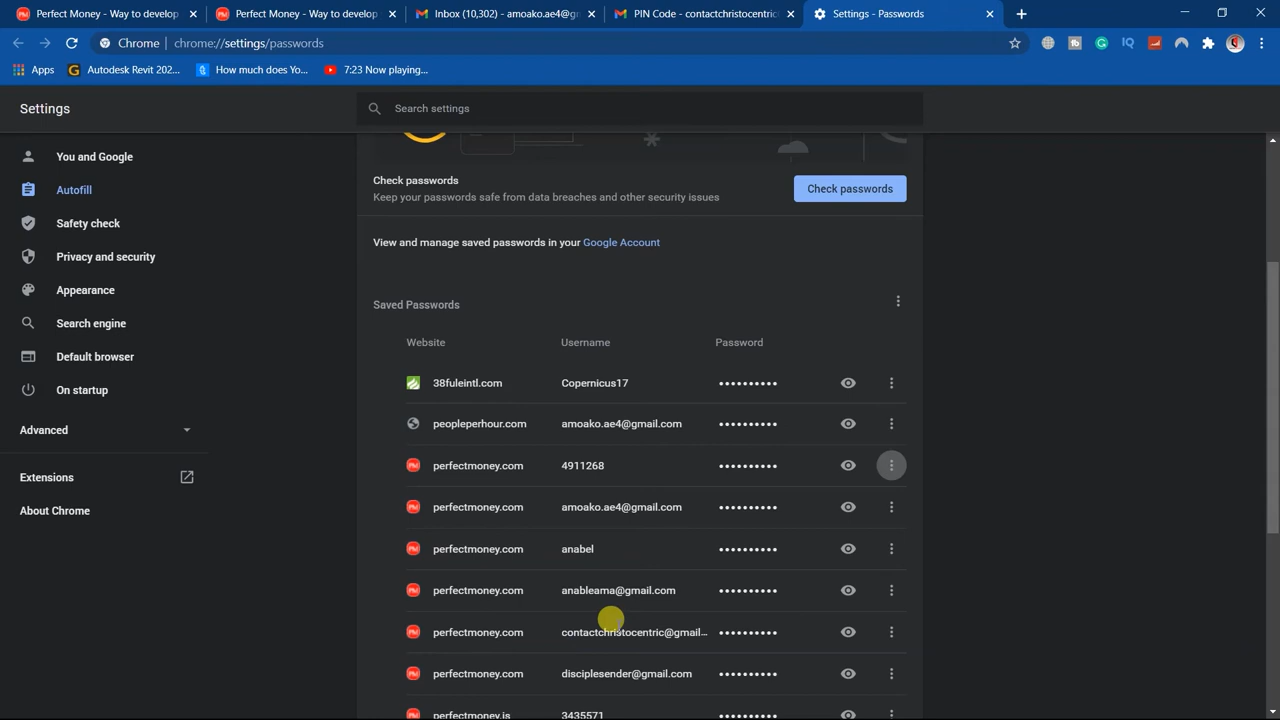 Perfect Money - Way to develop
Perfect Money - Way to develop
Inbox (10,302) - amoako.ae4@gm
PIN Code - contactchristocentric
Settings - Passwords
Chrome
chrome://settings/passwords
Apps
Autodesk Revit 202...
How much does Yo...
7:23 Now playing...
Settings
Search settings
You and Google
Autofill
Safety check
Privacy and security
Appearance
Search engine
Default browser
On startup
Advanced
Extensions
About Chrome
Check passwords
Keep your passwords safe from data breaches and other security issues
Check passwords
View and manage saved passwords in your Google Account
Saved Passwords
Website Username Password
38fuleintl.com Copernicus17 ••••••••••
peopleperhour.com amoako.ae4@gmail.com ••••••••••
perfectmoney.com 4911268 ••••••••••
perfectmoney.com amoako.ae4@gmail.com ••••••••••
perfectmoney.com anabel ••••••••••
perfectmoney.com anableama@gmail.com ••••••••••
perfectmoney.com contactchristocentric@gmail... ••••••••••
perfectmoney.com disciplesender@gmail.com ••••••••••
perfectmoney.is 3435571 ••••••••••